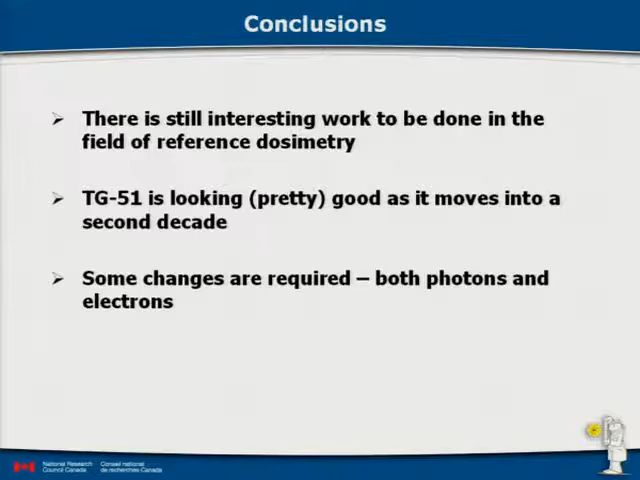 Conclusions
There is still interesting work to be done in the
field of reference dosimetry
TG-51 is looking (pretty) good as it moves into a
second decade
Some changes are required – both photons and
electrons
National Research Conseil national
Council Canada de recherches Canada